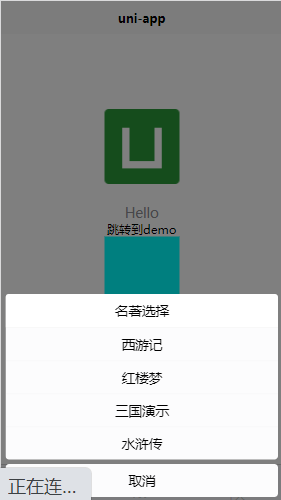 uni-app
Hello
跳转到demo
名著选择
西游记
红楼梦
三国演示
水浒传
取消
正在连...